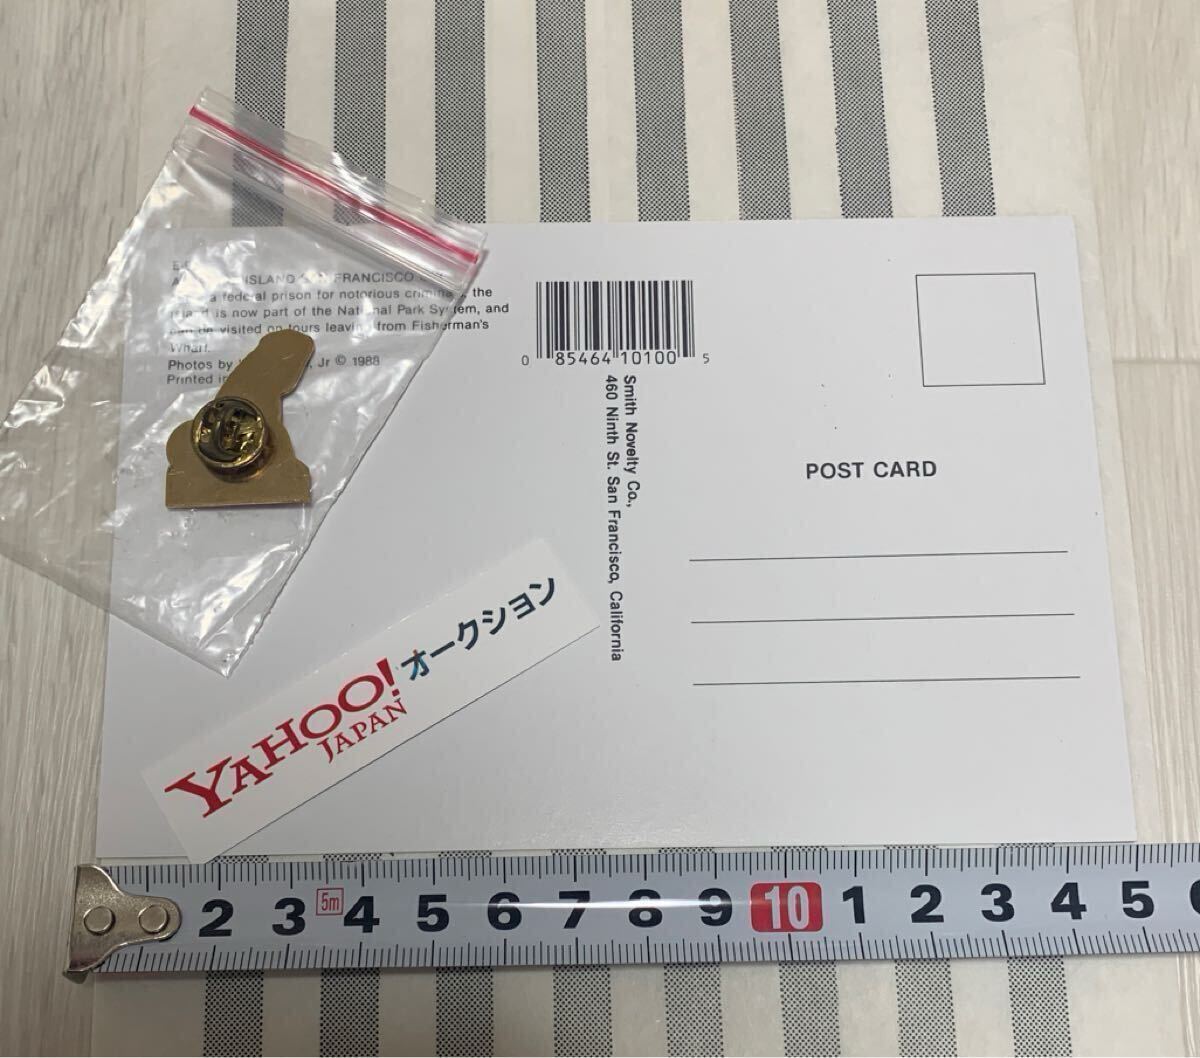 ISLAND FRANCISCO
a federal prison for notorious the
is now part of the Park System, and
visited on tours leaving from Fisherman's
Wharf.
Photos by Jr © 1988
Printed in
0 85464 10100 5
Smith Novelty Co.,
460 Ninth St. San Francisco, California
POST CARD
YAHOO! オークション
JAPAN
2 3 5m 4 5 6 7 8 9 10 1 2 3 4 5